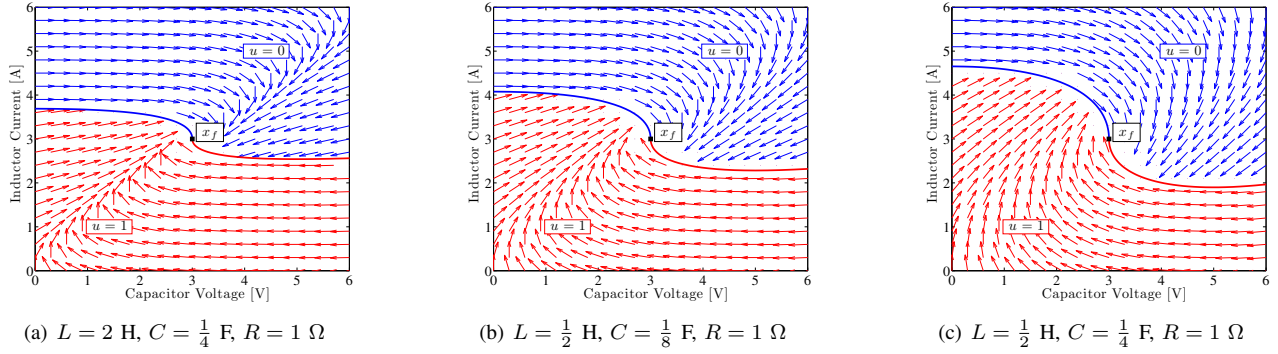 6
5
4
3
2
1
0
Inductor Current [A]
u = 0
x_f
u = 1
0 1 2 3 4 5 6
Capacitor Voltage [V]
(a) L = 2 H, C = 1/4 F, R = 1 Ω
6
5
4
3
2
1
0
Inductor Current [A]
u = 0
x_f
u = 1
0 1 2 3 4 5 6
Capacitor Voltage [V]
(b) L = 1/2 H, C = 1/8 F, R = 1 Ω
6
5
4
3
2
1
0
Inductor Current [A]
u = 0
x_f
u = 1
0 1 2 3 4 5 6
Capacitor Voltage [V]
(c) L = 1/2 H, C = 1/4 F, R = 1 Ω